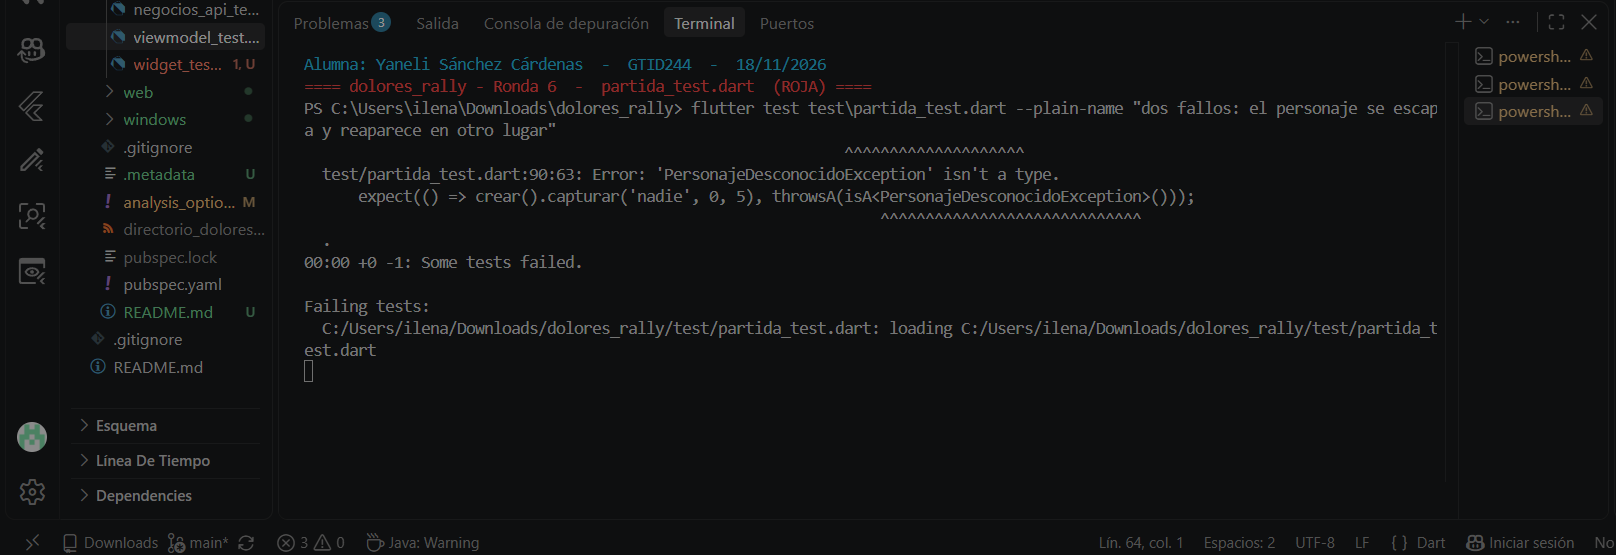 negocios_api_te...
viewmodel_test....
widget_tes... 1, U
web
windows
.gitignore
.metadata U
analysis_optio... M
directorio_dolores...
pubspec.lock
pubspec.yaml
README.md U
.gitignore
README.md
Esquema
Línea De Tiempo
Dependencies
Problemas 3 Salida Consola de depuración Terminal Puertos
Alumna: Yaneli Sánchez Cárdenas  -  GTID244  -  18/11/2026
==== dolores_rally - Ronda 6  -  partida_test.dart  (ROJA) ====
PS C:\Users\ilena\Downloads\dolores_rally> flutter test test\partida_test.dart --plain-name "dos fallos: el personaje se escap
a y reaparece en otro lugar"
^^^^^^^^^^^^^^^^^^^^
test/partida_test.dart:90:63: Error: 'PersonajeDesconocidoException' isn't a type.
expect(() => crear().capturar('nadie', 0, 5), throwsA(isA<PersonajeDesconocidoException>()));
^^^^^^^^^^^^^^^^^^^^^^^^^^^^^
.
00:00 +0 -1: Some tests failed.
Failing tests:
C:/Users/ilena/Downloads/dolores_rally/test/partida_test.dart: loading C:/Users/ilena/Downloads/dolores_rally/test/partida_t
est.dart
powersh...
powersh...
powersh...
Downloads main* 3 0 Java: Warning Lín. 64, col. 1 Espacios: 2 UTF-8 LF { } Dart Iniciar sesión No